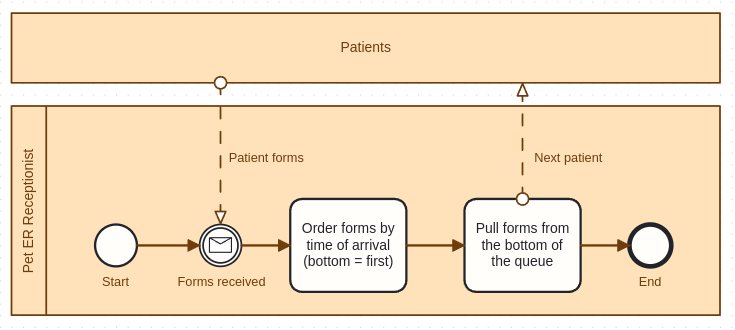 Patients
Patient forms
Next patient
Pet ER Receptionist
Order forms by
time of arrival
(bottom = first)
Pull forms from
the bottom of
the queue
Start
Forms received
End